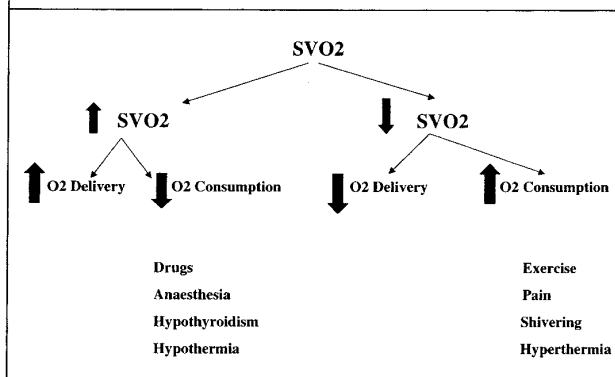 SVO2
SVO2 SVO2
O2 Delivery O2 Consumption O2 Delivery O2 Consumption
Drugs Exercise
Anaesthesia Pain
Hypothyroidism Shivering
Hypothermia Hyperthermia